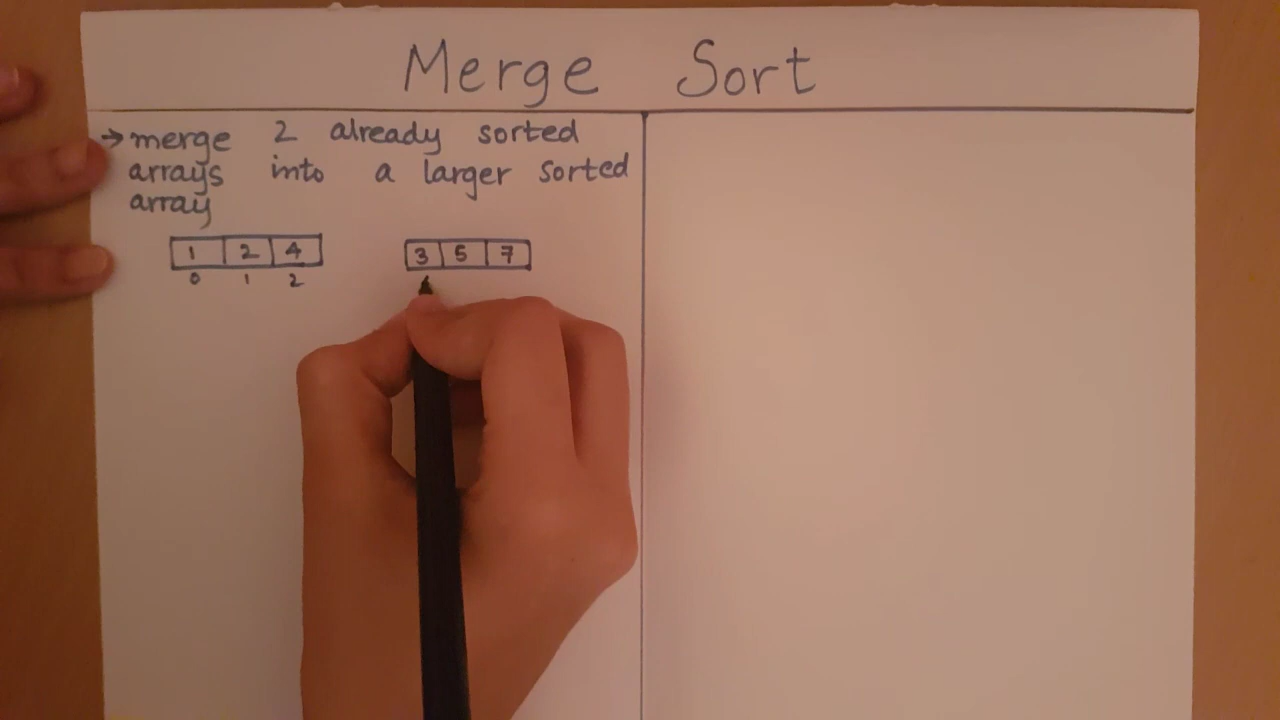 Merge Sort
→ merge 2 already sorted
arrays into a larger sorted
array
1 2 4 3 5 7
0 1 2